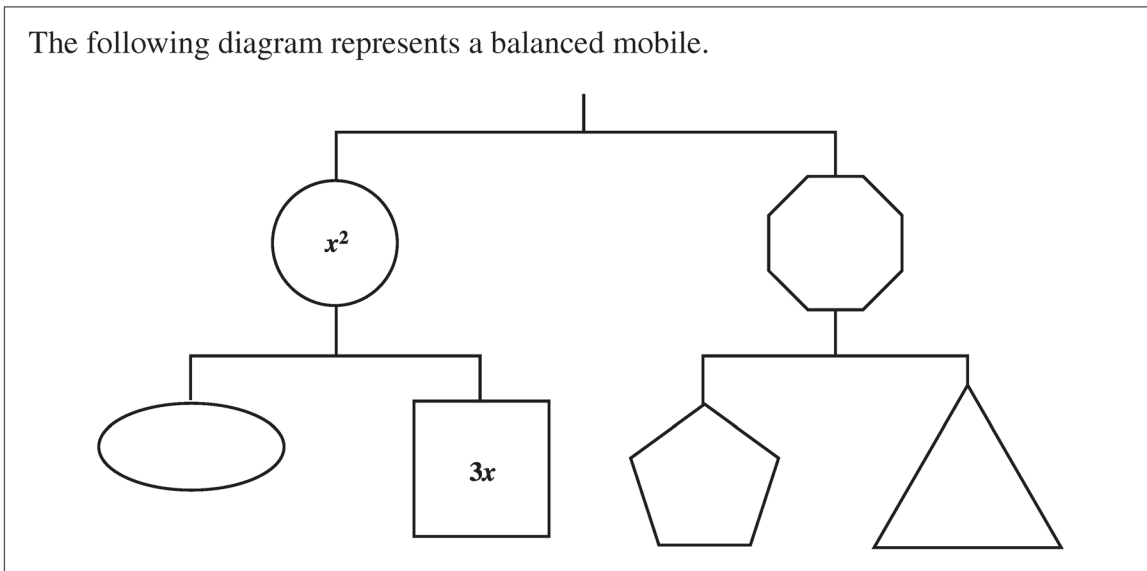 The following diagram represents a balanced mobile.
x²
3x